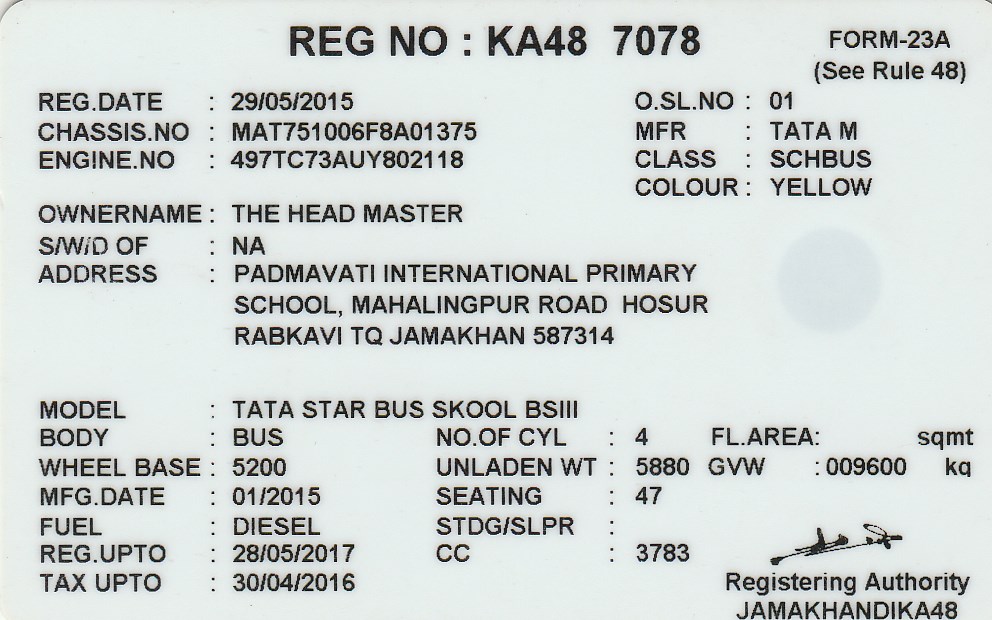 REG NO : KA48 7078 FORM-23A
(See Rule 48)
REG.DATE : 29/05/2015 O.SL.NO : 01
CHASSIS.NO : MAT751006F8A01375 MFR : TATA M
ENGINE.NO : 497TC73AUY802118 CLASS : SCHBUS
COLOUR : YELLOW
OWNERNAME : THE HEAD MASTER
S/W/D OF : NA
ADDRESS : PADMAVATI INTERNATIONAL PRIMARY
SCHOOL, MAHALINGPUR ROAD HOSUR
RABKAVI TQ JAMAKHAN 587314
MODEL : TATA STAR BUS SKOOL BSIII
BODY : BUS NO.OF CYL : 4 FL.AREA: sqmt
WHEEL BASE : 5200 UNLADEN WT : 5880 GVW : 009600 kq
MFG.DATE : 01/2015 SEATING : 47
FUEL : DIESEL STDG/SLPR :
REG.UPTO : 28/05/2017 CC : 3783
TAX UPTO : 30/04/2016 Registering Authority
JAMAKHANDIKA48